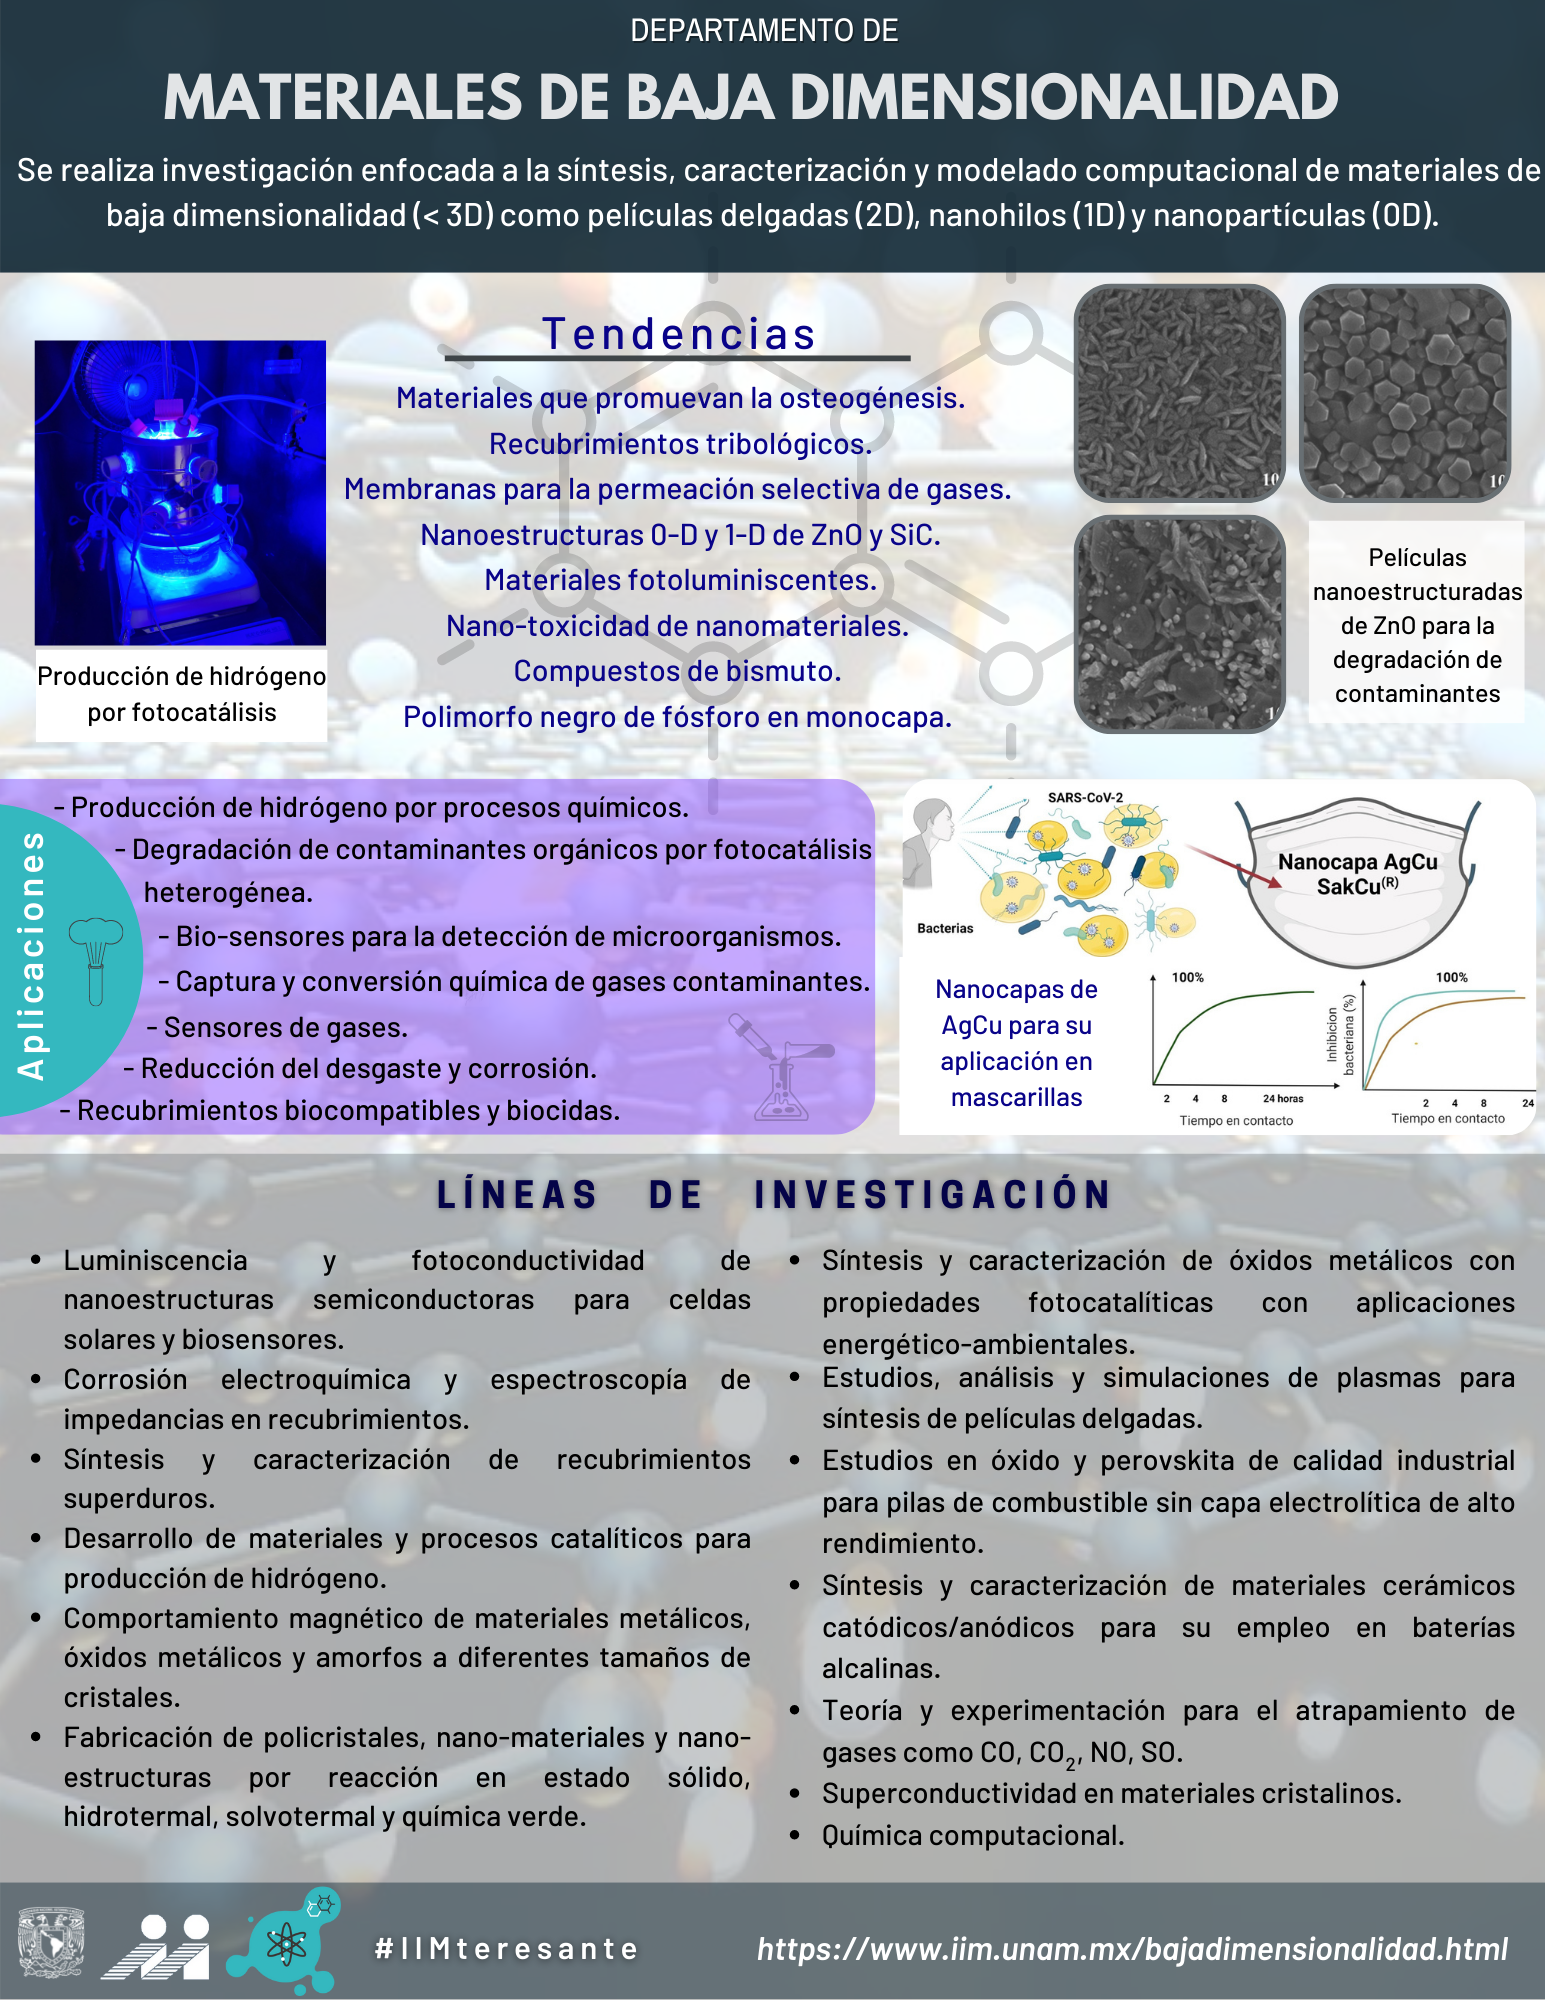 DEPARTAMENTO DE
MATERIALES DE BAJA DIMENSIONALIDAD
Se realiza investigación enfocada a la síntesis, caracterización y modelado computacional de materiales de
baja dimensionalidad (< 3D) como películas delgadas (2D), nanohilos (1D) y nanopartículas (0D).
Tendencias
Materiales que promuevan la osteogénesis.
Recubrimientos tribológicos.
Membranas para la permeación selectiva de gases.
Nanoestructuras 0-D y 1-D de ZnO y SiC.
Materiales fotoluminiscentes.
Nano-toxicidad de nanomateriales.
Compuestos de bismuto.
Polimorfo negro de fósforo en monocapa.
Producción de hidrógeno
por fotocatálisis
10
10
1
Películas
nanoestructuradas
de ZnO para la
degradación de
contaminantes
Aplicaciones
- Producción de hidrógeno por procesos químicos.
- Degradación de contaminantes orgánicos por fotocatálisis
heterogénea.
- Bio-sensores para la detección de microorganismos.
- Captura y conversión química de gases contaminantes.
- Sensores de gases.
- Reducción del desgaste y corrosión.
- Recubrimientos biocompatibles y biocidas.
SARS-CoV-2
Bacterias
Nanocapa AgCu
SakCu(R)
Nanocapas de
AgCu para su
aplicación en
mascarillas
100%
2 4 8 24 horas
Tiempo en contacto
100%
Inhibicion
bacteriana (%)
2 4 8 24
Tiempo en contacto
LÍNEAS DE INVESTIGACIÓN
• Luminiscencia y fotoconductividad de
nanoestructuras semiconductoras para celdas
solares y biosensores.
• Corrosión electroquímica y espectroscopía de
impedancias en recubrimientos.
• Síntesis y caracterización de recubrimientos
superduros.
• Desarrollo de materiales y procesos catalíticos para
producción de hidrógeno.
• Comportamiento magnético de materiales metálicos,
óxidos metálicos y amorfos a diferentes tamaños de
cristales.
• Fabricación de policristales, nano-materiales y nano-
estructuras por reacción en estado sólido,
hidrotermal, solvotermal y química verde.
• Síntesis y caracterización de óxidos metálicos con
propiedades fotocatalíticas con aplicaciones
energético-ambientales.
• Estudios, análisis y simulaciones de plasmas para
síntesis de películas delgadas.
• Estudios en óxido y perovskita de calidad industrial
para pilas de combustible sin capa electrolítica de alto
rendimiento.
• Síntesis y caracterización de materiales cerámicos
catódicos/anódicos para su empleo en baterías
alcalinas.
• Teoría y experimentación para el atrapamiento de
gases como CO, CO₂, NO, SO.
• Superconductividad en materiales cristalinos.
• Química computacional.
#IIMteresante
https://www.iim.unam.mx/bajadimensionalidad.html